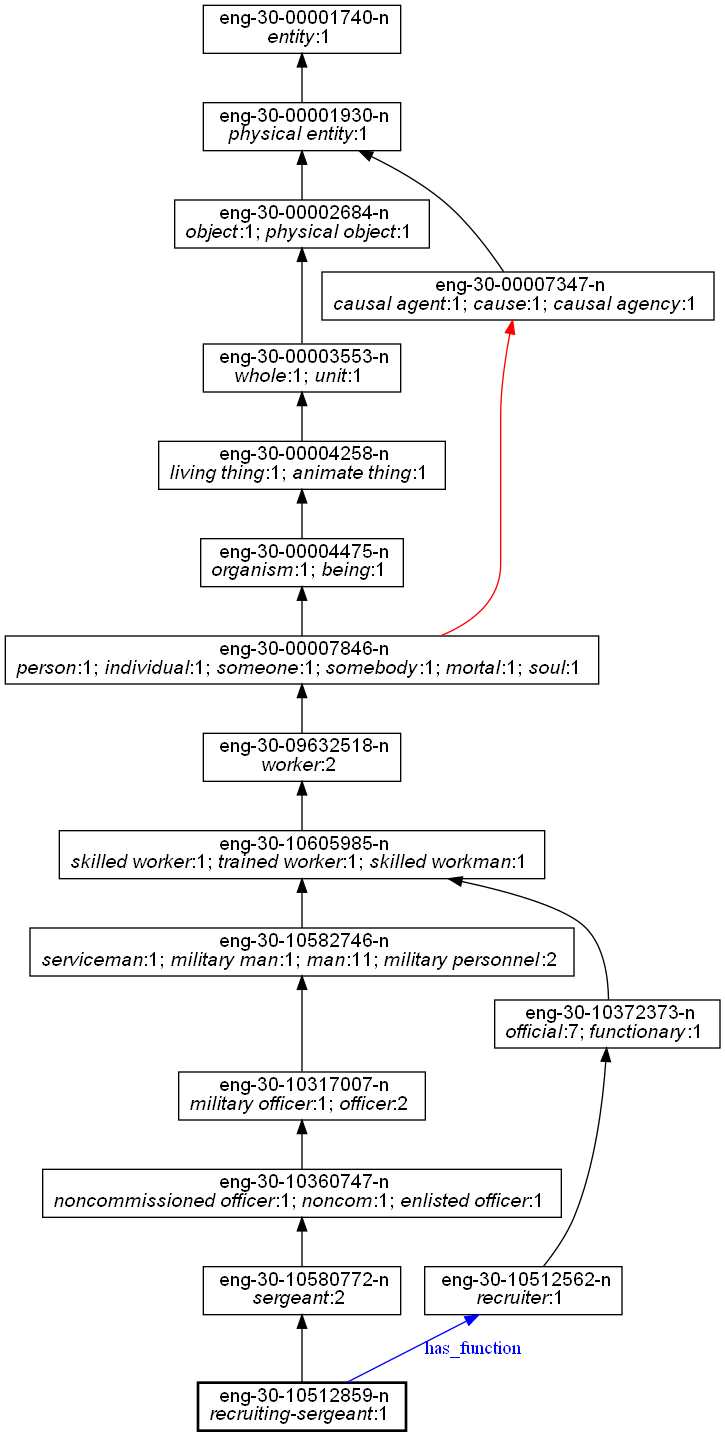 eng-30-00001740-n
entity:1
eng-30-00001930-n
physical entity:1
eng-30-00002684-n
object:1; physical object:1
eng-30-00007347-n
causal agent:1; cause:1; causal agency:1
eng-30-00003553-n
whole:1; unit:1
eng-30-00004258-n
living thing:1; animate thing:1
eng-30-00004475-n
organism:1; being:1
eng-30-00007846-n
person:1; individual:1; someone:1; somebody:1; mortal:1; soul:1
eng-30-09632518-n
worker:2
eng-30-10605985-n
skilled worker:1; trained worker:1; skilled workman:1
eng-30-10582746-n
serviceman:1; military man:1; man:11; military personnel:2
eng-30-10372373-n
official:7; functionary:1
eng-30-10317007-n
military officer:1; officer:2
eng-30-10360747-n
noncommissioned officer:1; noncom:1; enlisted officer:1
eng-30-10580772-n
sergeant:2
eng-30-10512562-n
recruiter:1
has_function
eng-30-10512859-n
recruiting-sergeant:1